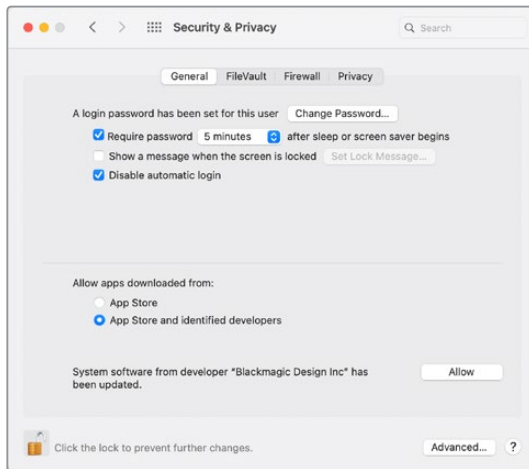 Security & Privacy
Search
General FileVault Firewall Privacy
A login password has been set for this user Change Password...
Require password 5 minutes after sleep or screen saver begins
Show a message when the screen is locked Set Lock Message...
Disable automatic login
Allow apps downloaded from:
App Store
App Store and identified developers
System software from developer "Blackmagic Design Inc" has Allow
been updated.
Click the lock to prevent further changes. Advanced... ?